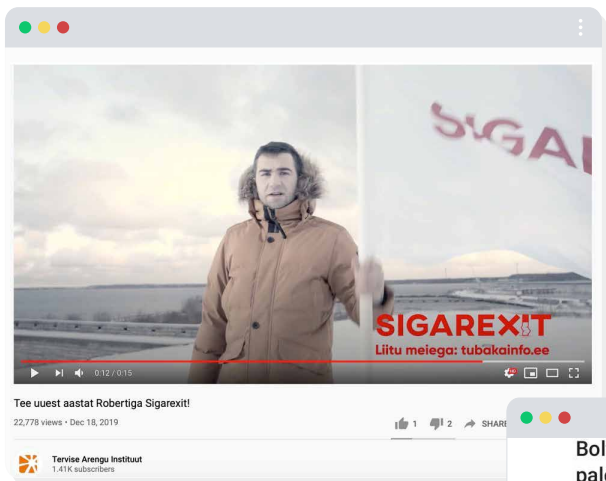 SIGA
SIGAREXIT
Liitu meiega: tubakainfo.ee
0:12 / 0:15
HD
Tee uuest aastat Robertiga Sigarexit!
22,778 views • Dec 18, 2019
1
2
SHARE
Tervise Arengu Instituut
1.41K subscribers
Bol